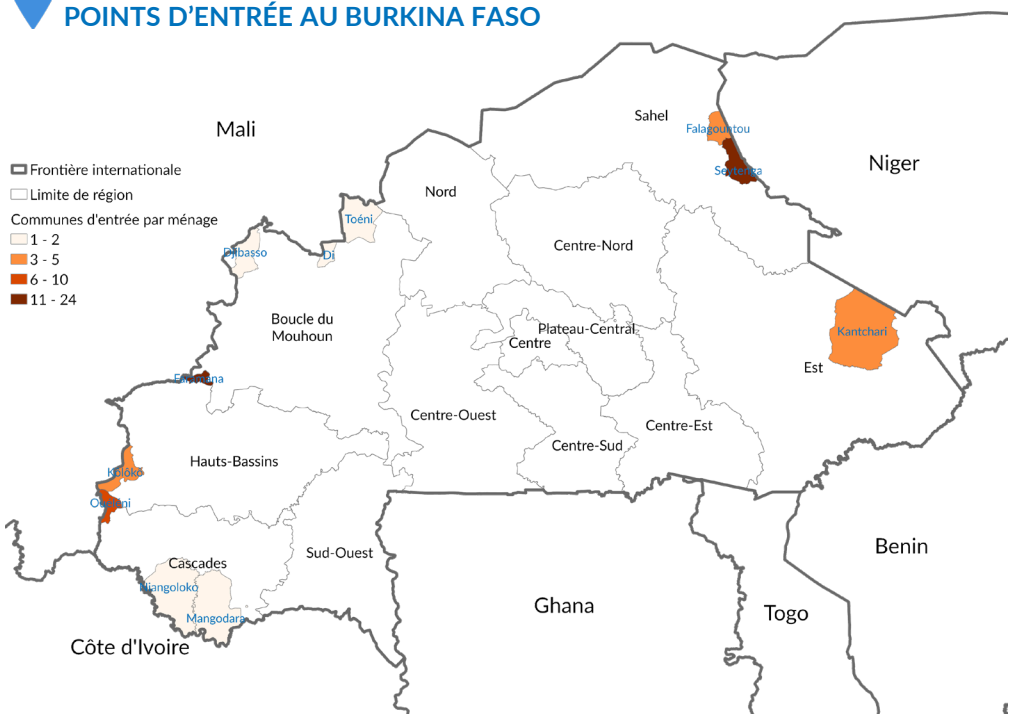 POINTS D'ENTRÉE AU BURKINA FASO
Mali
Sahel
Falagountou
Niger
Seytenga
Frontière internationale
Limite de région
Communes d'entrée par ménage
1 - 2
3 - 5
6 - 10
11 - 24
Nord
Toéni
Djibasso
Di
Centre-Nord
Boucle du
Mouhoun
Plateau-Central
Centre
Kantchari
Est
Centre-Ouest
Centre-Est
Centre-Sud
Hauts-Bassins
Koloko
Sud-Ouest
Cascades
Niangoloko
Mangodara
Benin
Ghana
Togo
Côte d'Ivoire